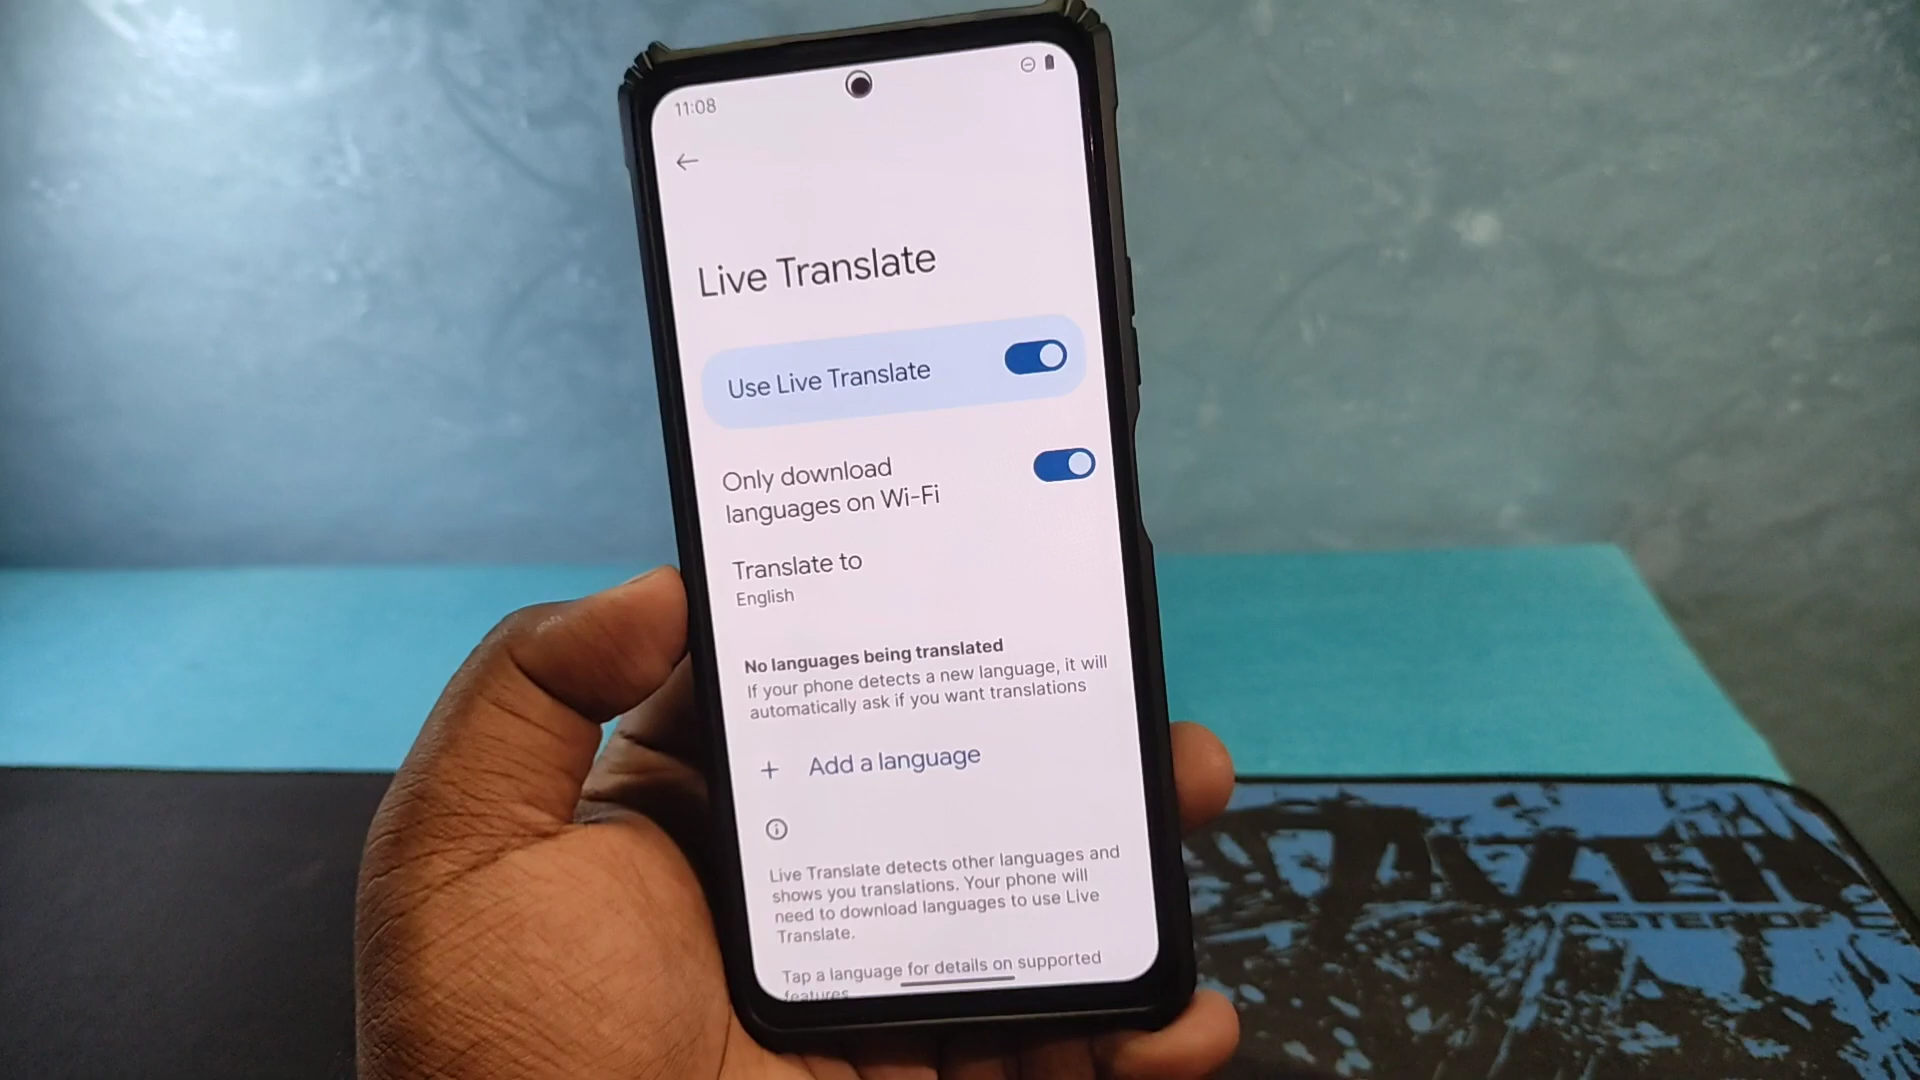 11:08
Live Translate
Use Live Translate
Only download
languages on Wi-Fi
Translate to
English
No languages being translated
If your phone detects a new language, it will
automatically ask if you want translations
+ Add a language
Live Translate detects other languages and
shows you translations. Your phone will
need to download languages to use Live
Translate.
Tap a language for details on supported
features